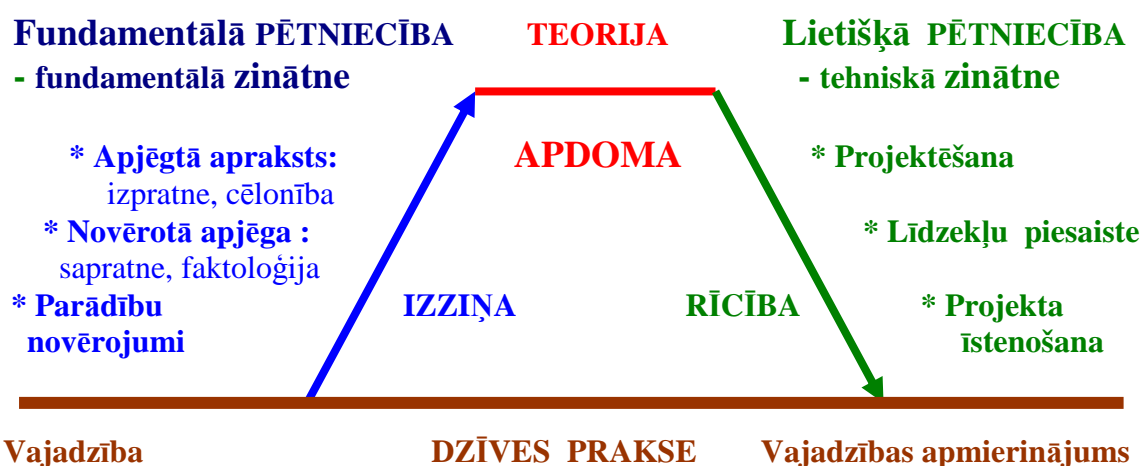 Fundamentālā PĒTNIECĪBA
- fundamentālā zinātne
* Apjēgtā apraksts:
izpratne, cēlonība
* Novērotā apjēga :
sapratne, faktoloģija
* Parādību
novērojumi
TEORIJA
APDOMA
IZZIŅA
RĪCĪBA
Lietišķā PĒTNIECĪBA
- tehniskā zinātne
* Projektēšana
* Līdzekļu piesaiste
* Projekta
īstenošana
Vajadzība
DZĪVES PRAKSE
Vajadzības apmierinājums